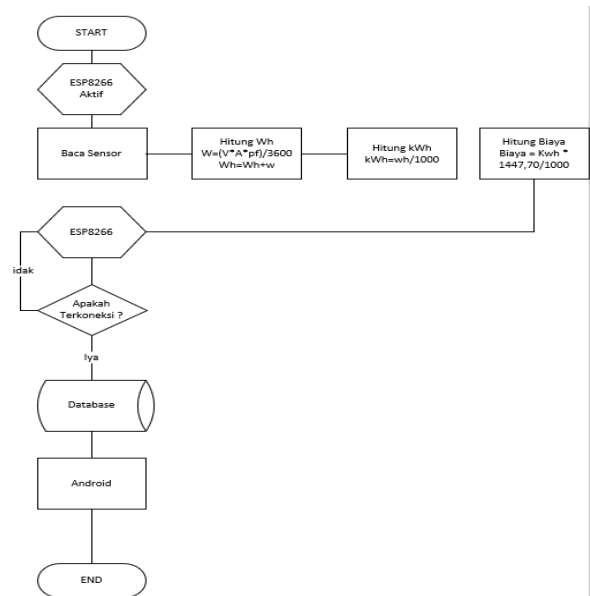 START
ESP8266
Aktif
Baca Sensor
Hitung Wh
W=(V*A*pf)/3600
Wh=Wh+w
Hitung kWh
kWh=wh/1000
Hitung Biaya
Biaya = Kwh *
1447,70/1000
ESP8266
idak
Apakah
Terkoneksi ?
Iya
Database
Android
END